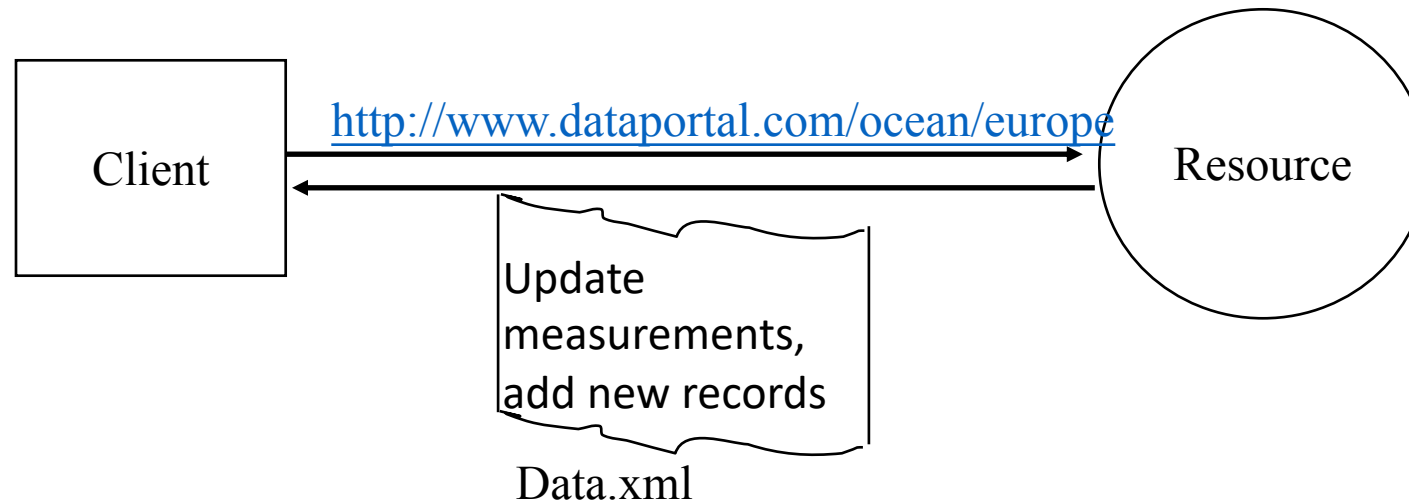 http://www.dataportal.com/ocean/europe
Client
Resource
Update
measurements,
add new records
Data.xml